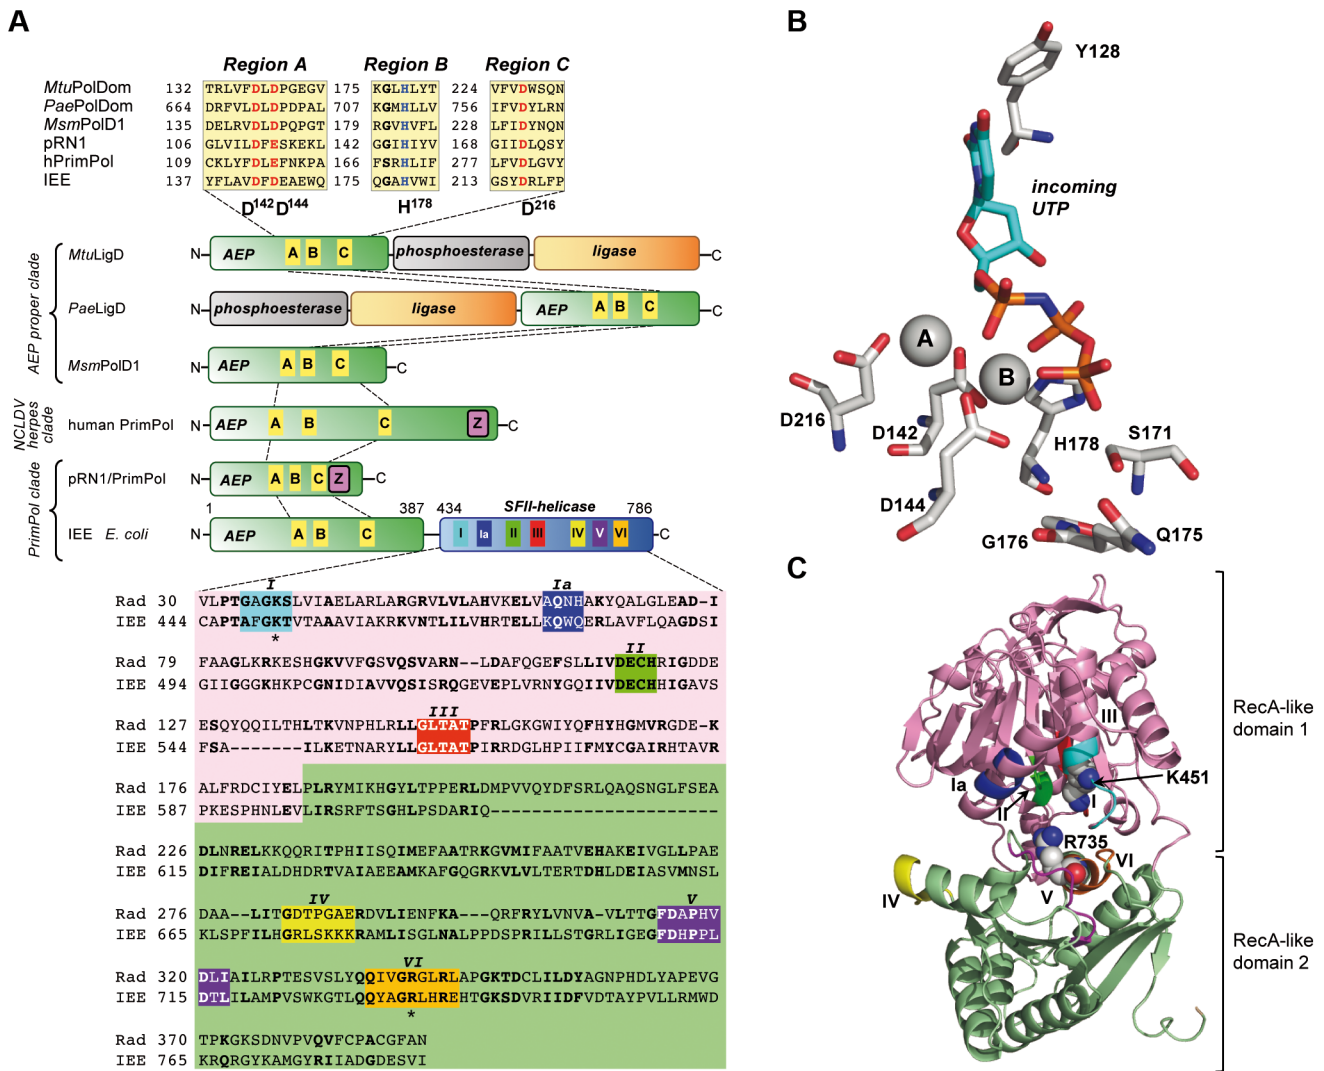 A
Region A Region B Region C
MtuPolDom 132 TRLVFDLDPGEGV 175 KGLHLYT 224 VFVDWSQN
PaePolDom 664 DRFVLDLDPDPAL 707 KGMHLLV 756 IFVDYLRN
MsmPolD1 135 DELRVDLDPQPGT 179 RGVHVFL 228 LFIDYNQN
pRN1 106 GLVILDFESKEKL 142 GGIHIYV 168 GIIDLQSY
hPrimPol 109 CKLYFDLEFNKPA 166 FSRHLIF 277 LFVDLGVY
IEE 137 YFLAVDFDEAEWQ 175 QGAHVWI 213 GSYDRLFP
D142 D144 H178 D216
AEP proper clade
MtuLigD N AEP A B C phosphoesterase ligase C
PaeLigD N phosphoesterase ligase AEP A B C C
MsmPolD1 N AEP A B C C
NCLDV herpes clade
human PrimPol N AEP A B C Z C
PrimPol clade
pRN1/PrimPol N AEP A B C Z C
1 387 434 SFII-helicase 786
IEE E. coli N AEP A B C I Ia II III IV V VI C
I Ia
Rad 30 VLPTGAGKSLVIAELARLARGRVLVLAHVKELVAQNHAKYQALGLEAD-I
IEE 444 CAPTAFGKTVTAAAVIAKRKVNTLILVHRTELLKQWQERLAVFLQAGDSI
*
II
Rad 79 FAAGLKRKESHGKVVFGSVQSVARN--LDAFQGEFSLLIVDECHRIGDDE
IEE 494 GIIGGGKHKPCGNIDIAVVQSISRQGEVEPLVRNYGQIIVDECHHIGAVS
III
Rad 127 ESQYQQILTHLTKVNPHLRLLGLTATPFRLGKGWIYQFHYHGMVRGDE-K
IEE 544 FSA-------ILKETNARYLLGLTATPIRRDGLHPIIFMYCGAIRHTAVR
Rad 176 ALFRDCIYELPLRYMIKHGYLTPPERLDMPVVQYDFSRLQAQSNGLFSEA
IEE 587 PKESPHNLEVLIRSRFTSGHLPSDARIQ----------------------
Rad 226 DLNRELKKQQRITPHIISQIMEFAATRKGVMIFAATVEHAKEIVGLLPAE
IEE 615 DIFREIALDHDRTVAIAEEAMKAFGQGRKVLVLTERTDHLDEIASVMNSL
IV V
Rad 276 DAA--LITGDTPGAERDVLIENFKA---QRFRYLVNVA-VLTTGFDAPHV
IEE 665 KLSPFILHGRLSKKKRAMLISGLNALPPDSPRILLSTGRLIGEGFDHPPL
VI
Rad 320 DLIAILRPTESVSLYQQIVGRGLRLAPGKTDCLILDYAGNPHDLYAPEVG
IEE 715 DTLILAMPVSWKGTLQQYAGRLHREHTGKSDVRIIDFVDTAYPVLLRMWD
*
Rad 370 TPKGKSDNVPVQVFCPACGFAN
IEE 765 KRQRGYKAMGYRIIADGDESVI
B
Y128
incoming
UTP
A
B
D216
D142
D144
H178
S171
Q175
G176
C
III
Ia
II
I
K451
R735
VI
IV
V
RecA-like
domain 1
RecA-like
domain 2